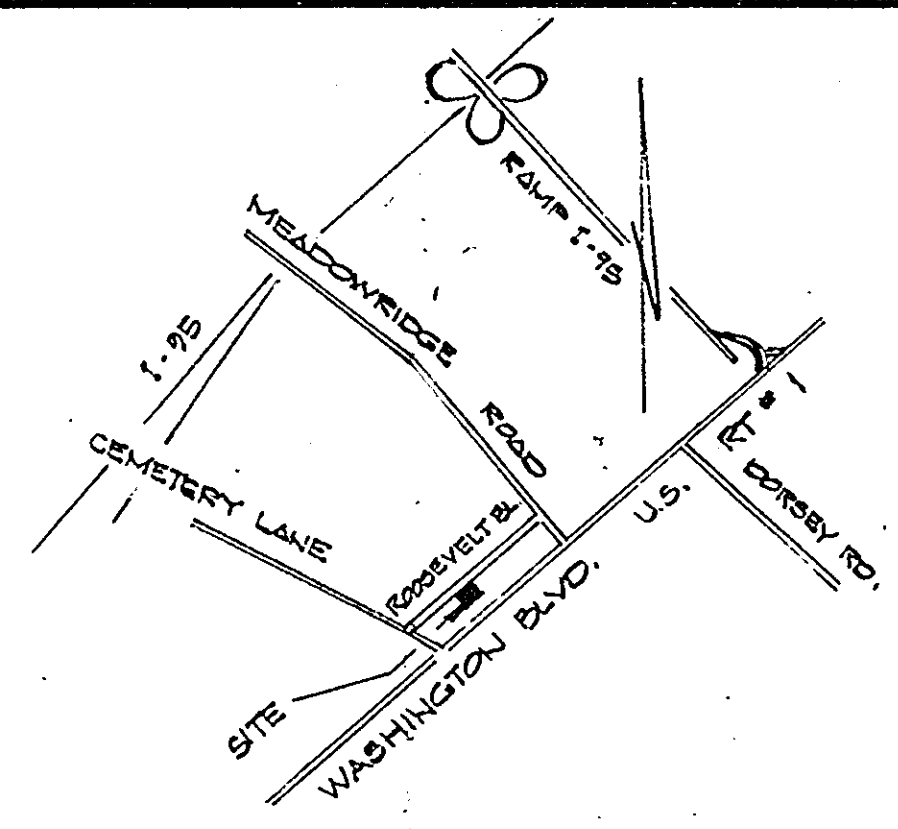 RAMP I-95
MEADOWRIDGE
ROAD
I-95
CEMETERY LANE
ROOSEVELT BL
RT # 1
U.S.
DORSEY RD.
WASHINGTON BLVD.
SITE